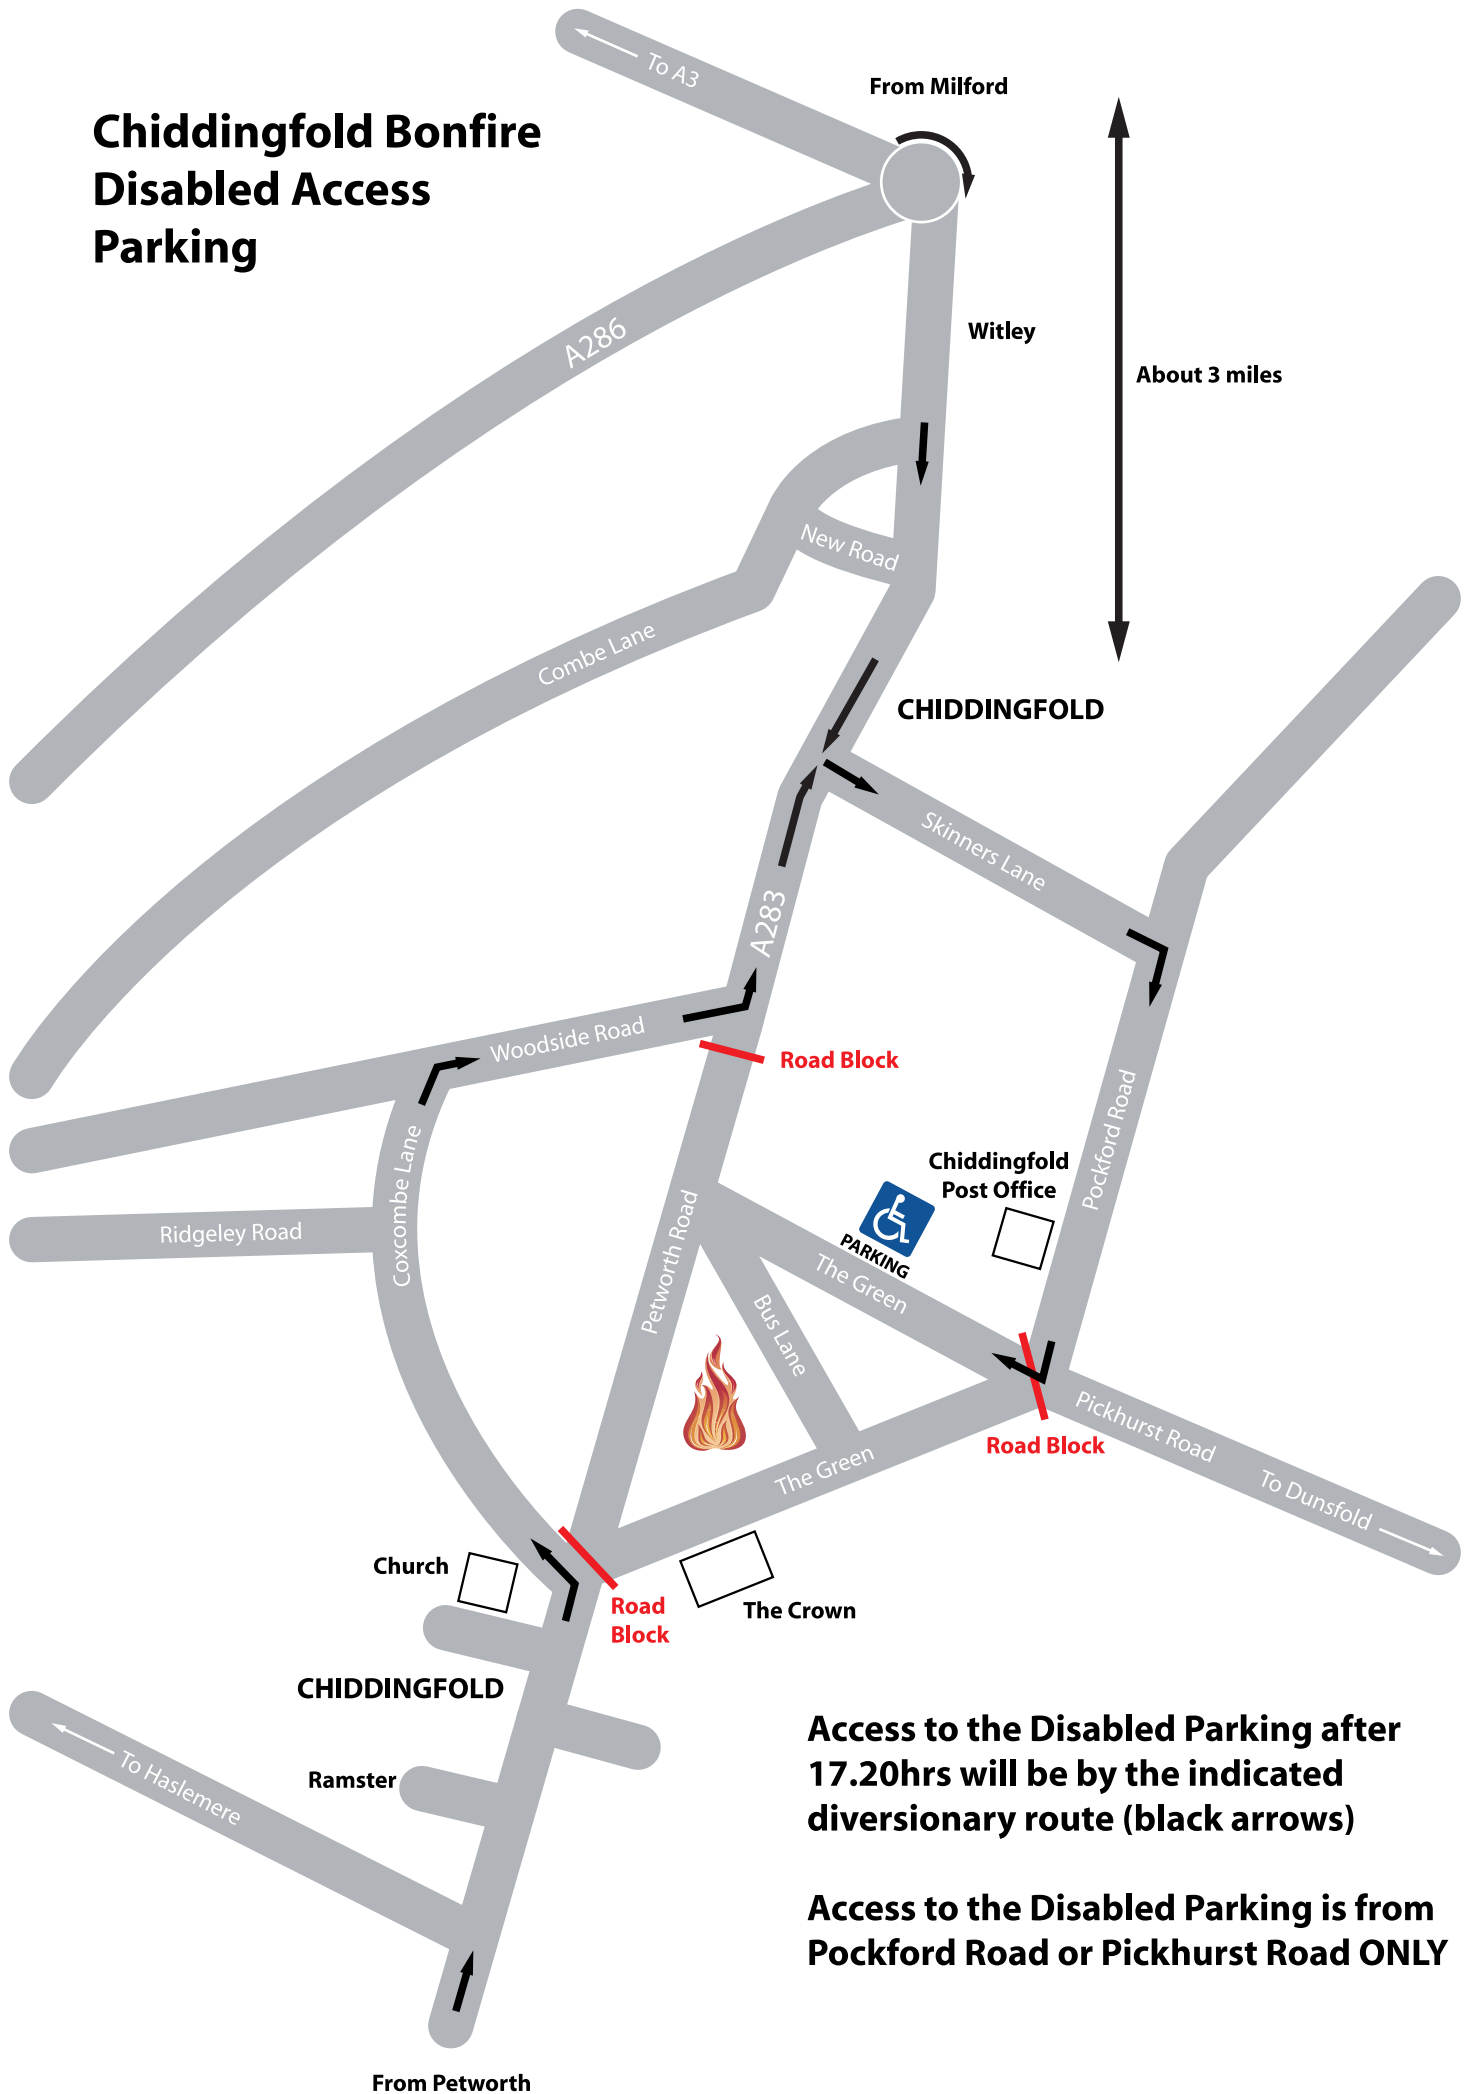 To A3
From Milford
Chiddingfold Bonfire
Disabled Access
Parking
A286
Witley
About 3 miles
New Road
Combe Lane
CHIDDINGFOLD
Skinners Lane
A283
Woodside Road
Road Block
Pockford Road
Coxcombe Lane
Chiddingfold
Post Office
Ridgeley Road
Petworth Road
PARKING
The Green
Bus Lane
Pickhurst Road
Road Block
The Green
To Dunsfold
Church
Road
Block
The Crown
CHIDDINGFOLD
Ramster
To Haslemere
Access to the Disabled Parking after
17.20hrs will be by the indicated
diversionary route (black arrows)
Access to the Disabled Parking is from
Pockford Road or Pickhurst Road ONLY
From Petworth